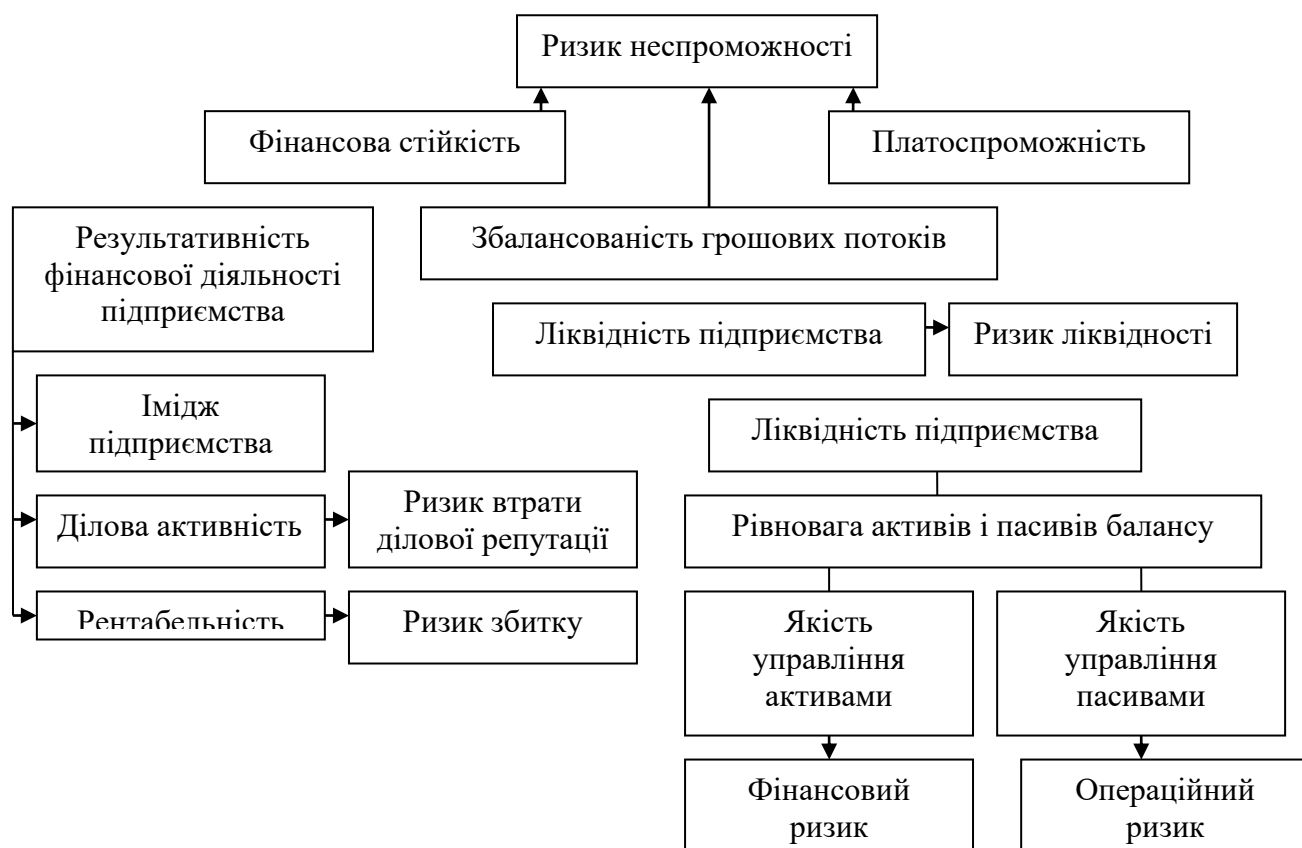 Ризик неспроможності
Фінансова стійкість
Платоспроможність
Результативність
фінансової діяльності
підприємства
Збалансованість грошових потоків
Ліквідність підприємства
Ризик ліквідності
Імідж
підприємства
Ліквідність підприємства
Ділова активність
Ризик втрати
ділової репутації
Рівновага активів і пасивів балансу
Рентабельність
Ризик збитку
Якість
управління
активами
Якість
управління
пасивами
Фінансовий
ризик
Операційний
ризик